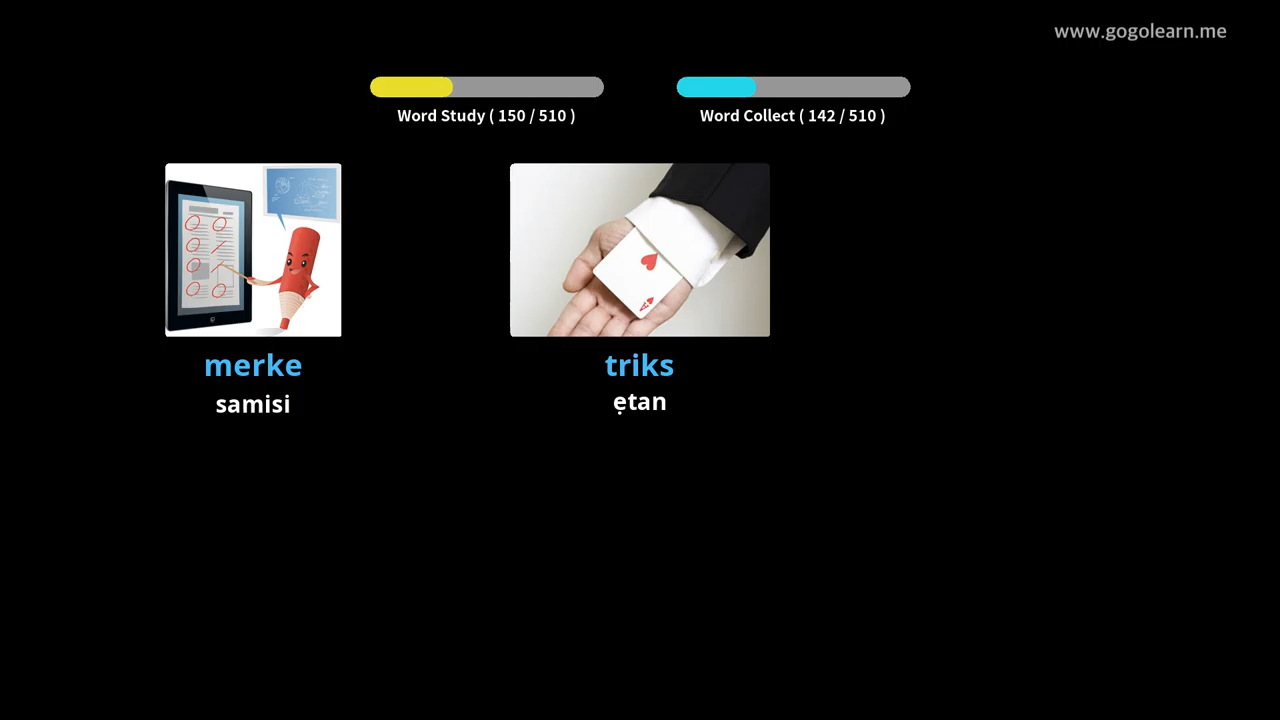 www.gogolearn.me
Word Study ( 150 / 510 )
Word Collect ( 142 / 510 )
merke
samisi
triks
ẹtan